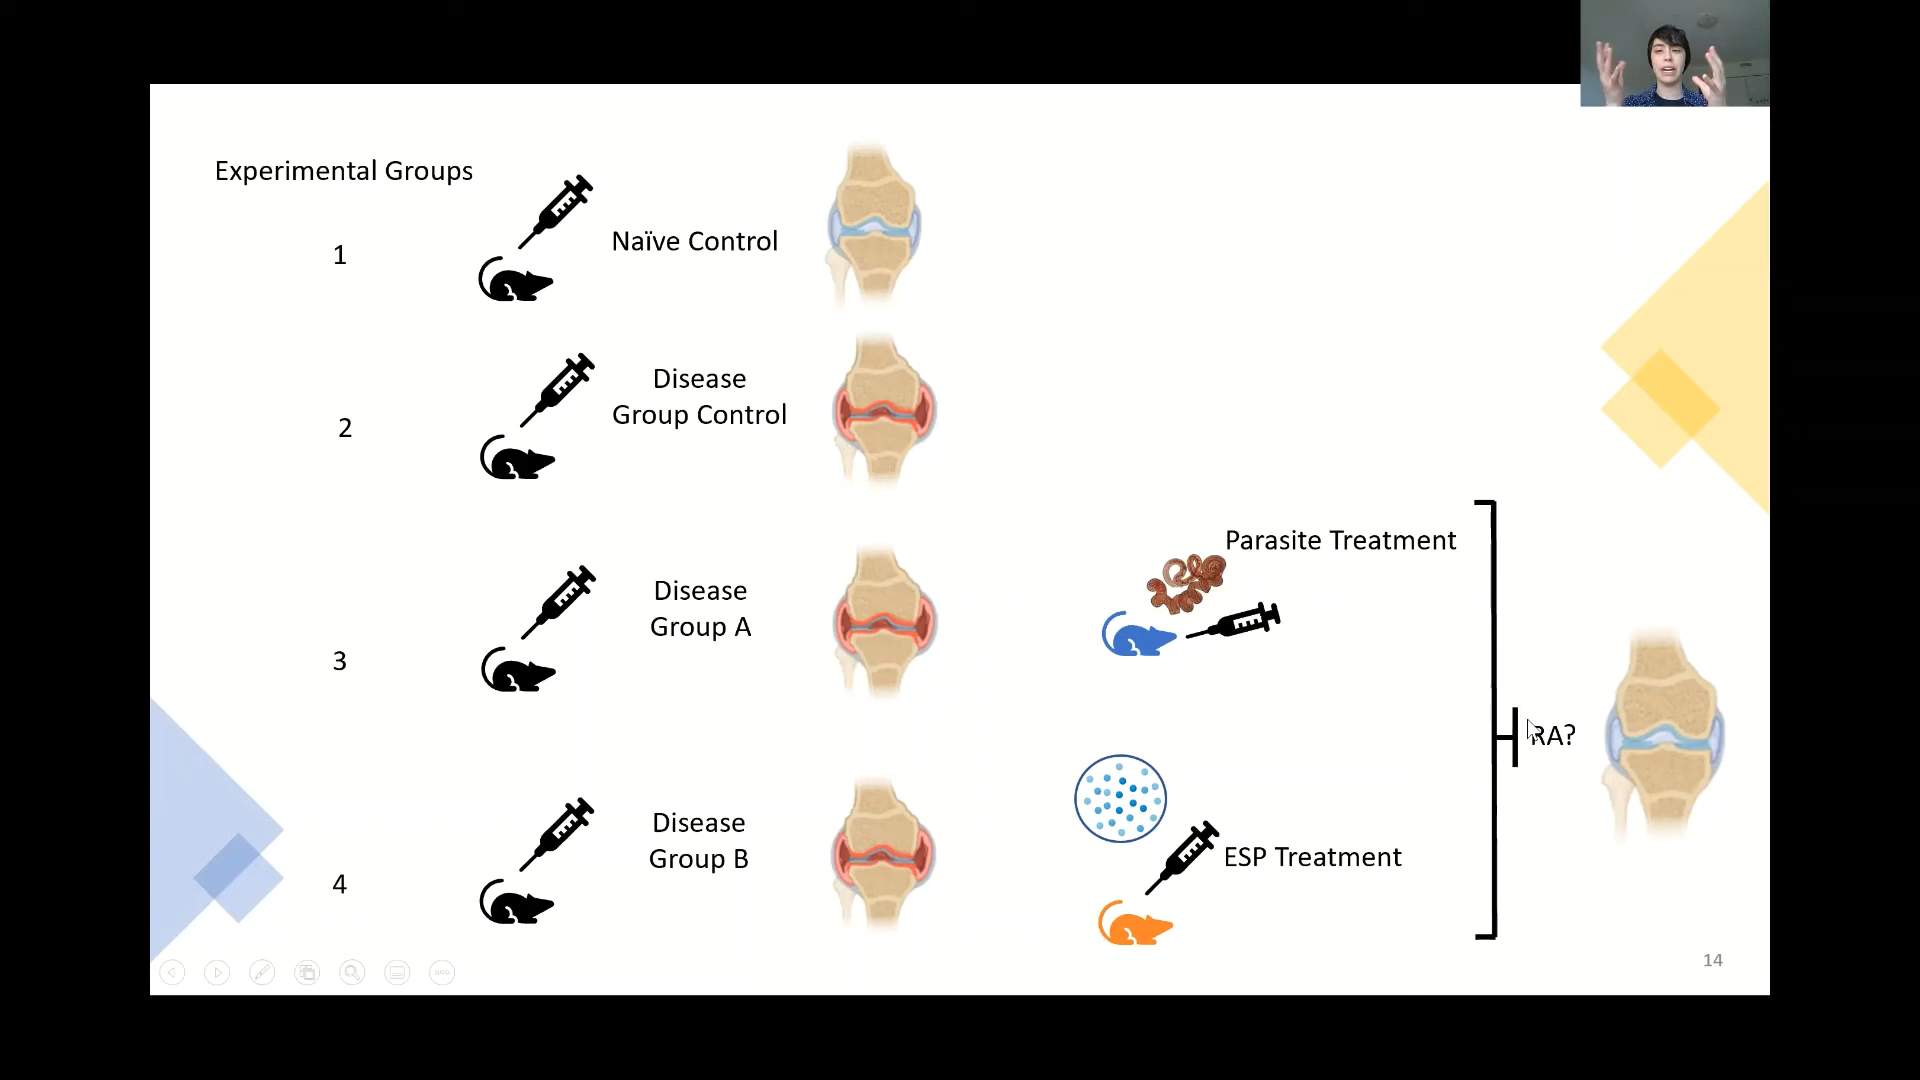 Experimental Groups
1
Naïve Control
2
Disease
Group Control
3
Disease
Group A
Parasite Treatment
4
Disease
Group B
ESP Treatment
RA?
14